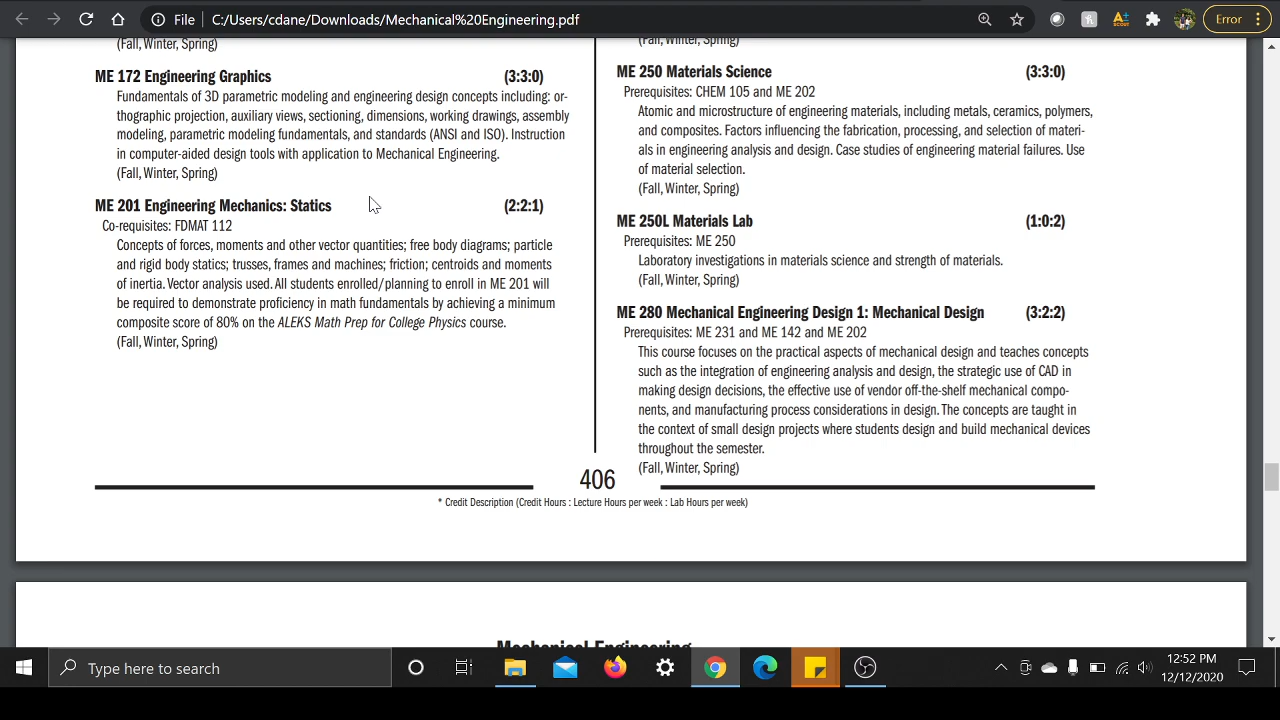 File
C:/Users/cdane/Downloads/Mechanical%20Engineering.pdf
Error
(Fall, Winter, Spring)
ME 172 Engineering Graphics (3:3:0)
Fundamentals of 3D parametric modeling and engineering design concepts including: or-
thographic projection, auxiliary views, sectioning, dimensions, working drawings, assembly
modeling, parametric modeling fundamentals, and standards (ANSI and ISO). Instruction
in computer-aided design tools with application to Mechanical Engineering.
(Fall, Winter, Spring)
ME 201 Engineering Mechanics: Statics (2:2:1)
Co-requisites: FDMAT 112
Concepts of forces, moments and other vector quantities; free body diagrams; particle
and rigid body statics; trusses, frames and machines; friction; centroids and moments
of inertia. Vector analysis used. All students enrolled/planning to enroll in ME 201 will
be required to demonstrate proficiency in math fundamentals by achieving a minimum
composite score of 80% on the ALEKS Math Prep for College Physics course.
(Fall, Winter, Spring)
(Fall, Winter, Spring)
ME 250 Materials Science (3:3:0)
Prerequisites: CHEM 105 and ME 202
Atomic and microstructure of engineering materials, including metals, ceramics, polymers,
and composites. Factors influencing the fabrication, processing, and selection of materi-
als in engineering analysis and design. Case studies of engineering material failures. Use
of material selection.
(Fall, Winter, Spring)
ME 250L Materials Lab (1:0:2)
Prerequisites: ME 250
Laboratory investigations in materials science and strength of materials.
(Fall, Winter, Spring)
ME 280 Mechanical Engineering Design 1: Mechanical Design (3:2:2)
Prerequisites: ME 231 and ME 142 and ME 202
This course focuses on the practical aspects of mechanical design and teaches concepts
such as the integration of engineering analysis and design, the strategic use of CAD in
making design decisions, the effective use of vendor off-the-shelf mechanical compo-
nents, and manufacturing process considerations in design. The concepts are taught in
the context of small design projects where students design and build mechanical devices
throughout the semester.
(Fall, Winter, Spring)
406
* Credit Description (Credit Hours : Lecture Hours per week : Lab Hours per week)
Mechanical Engineering
Type here to search
12:52 PM
12/12/2020